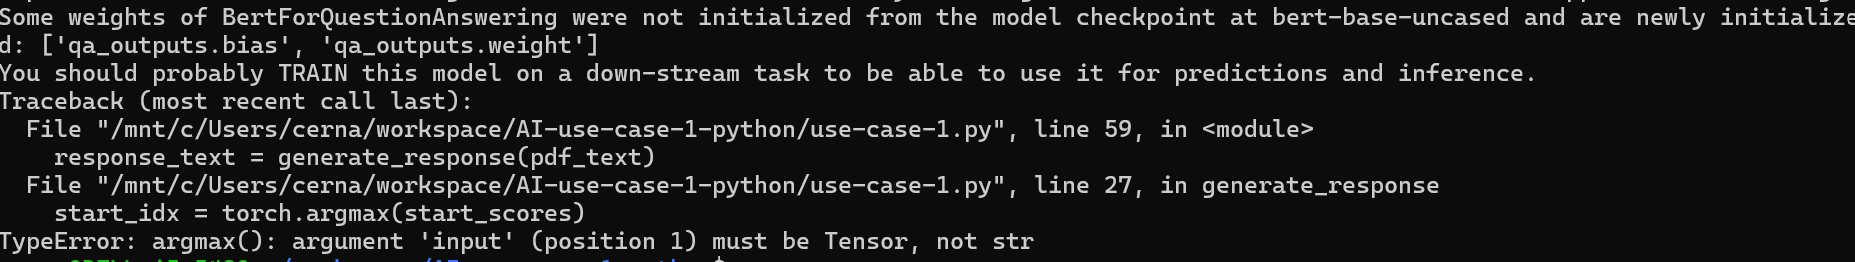 Some weights of BertForQuestionAnswering were not initialized from the model checkpoint at bert-base-uncased and are newly initialize
d: ['qa_outputs.bias', 'qa_outputs.weight']
You should probably TRAIN this model on a down-stream task to be able to use it for predictions and inference.
Traceback (most recent call last):
  File "/mnt/c/Users/cerna/workspace/AI-use-case-1-python/use-case-1.py", line 59, in <module>
    response_text = generate_response(pdf_text)
  File "/mnt/c/Users/cerna/workspace/AI-use-case-1-python/use-case-1.py", line 27, in generate_response
    start_idx = torch.argmax(start_scores)
TypeError: argmax(): argument 'input' (position 1) must be Tensor, not str